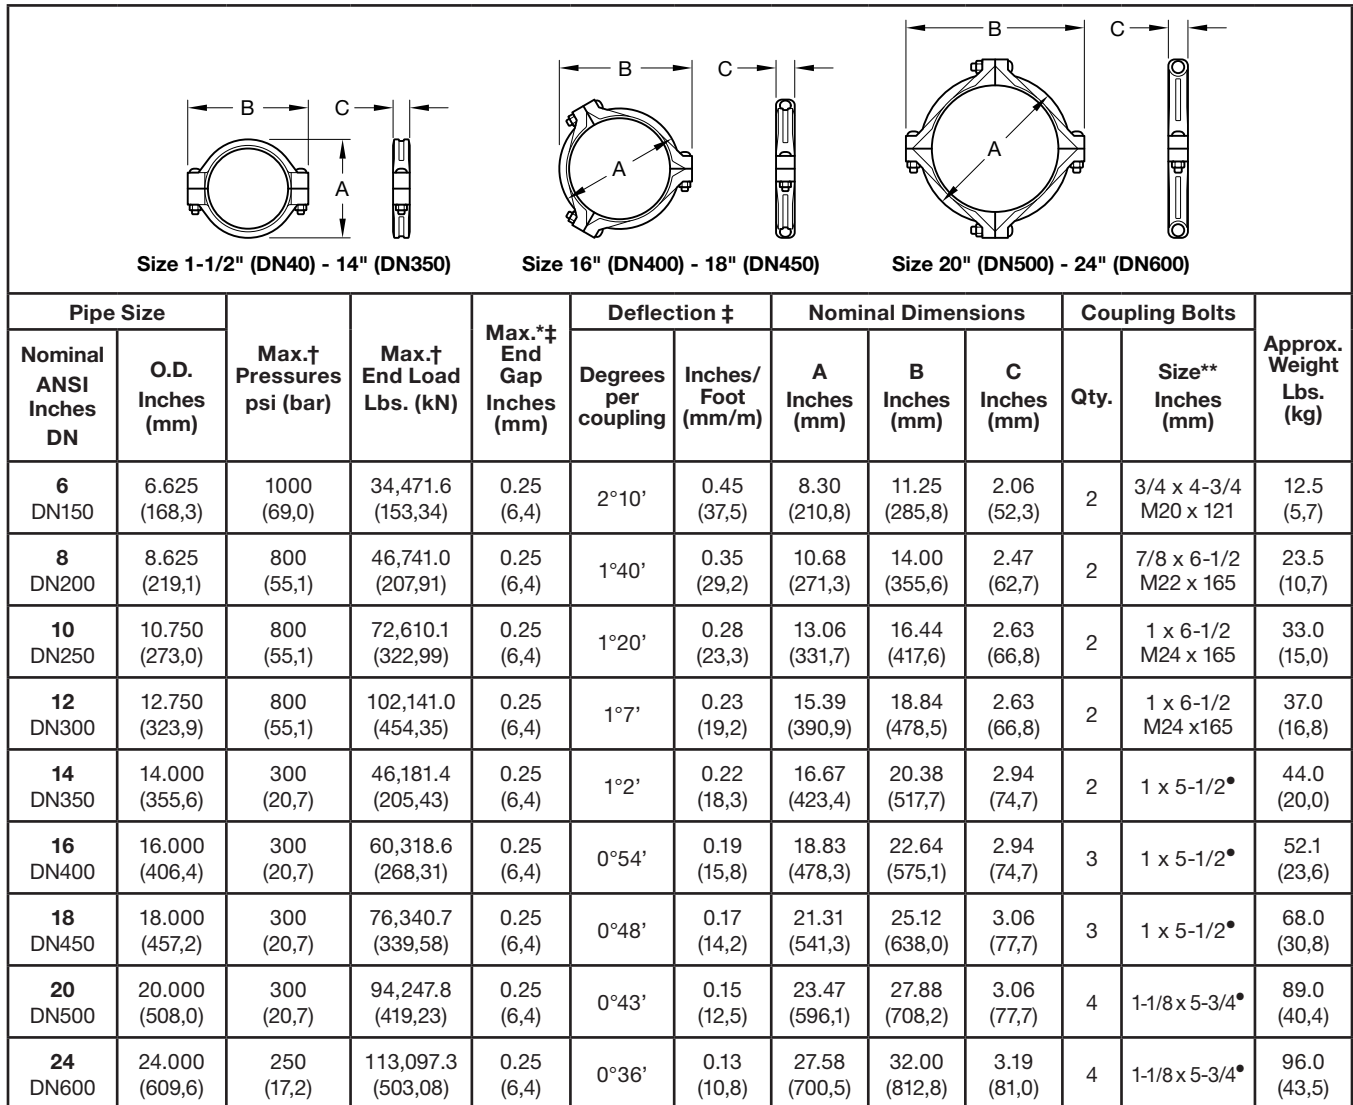 B
C
A
Size 1-1/2" (DN40) - 14" (DN350)
B
C
A
Size 16" (DN400) - 18" (DN450)
B
C
A
Size 20" (DN500) - 24" (DN600)
Pipe Size
Nominal
ANSI
Inches
DN
O.D.
Inches
(mm)
Max.†
Pressures
psi (bar)
Max.†
End Load
Lbs. (kN)
Max.*‡
End
Gap
Inches
(mm)
Deflection ‡
Degrees
per
coupling
Inches/
Foot
(mm/m)
Nominal Dimensions
A
Inches
(mm)
B
Inches
(mm)
C
Inches
(mm)
Coupling Bolts
Qty.
Size**
Inches
(mm)
Approx.
Weight
Lbs.
(kg)
6 6.625 1000 34,471.6 0.25 2°10’ 0.45 8.30 11.25 2.06 2 3/4 x 4-3/4 12.5
DN150 (168,3) (69,0) (153,34) (6,4) (37,5) (210,8) (285,8) (52,3) M20 x 121 (5,7)
8 8.625 800 46,741.0 0.25 1°40’ 0.35 10.68 14.00 2.47 2 7/8 x 6-1/2 23.5
DN200 (219,1) (55,1) (207,91) (6,4) (29,2) (271,3) (355,6) (62,7) M22 x 165 (10,7)
10 10.750 800 72,610.1 0.25 1°20’ 0.28 13.06 16.44 2.63 2 1 x 6-1/2 33.0
DN250 (273,0) (55,1) (322,99) (6,4) (23,3) (331,7) (417,6) (66,8) M24 x 165 (15,0)
12 12.750 800 102,141.0 0.25 1°7’ 0.23 15.39 18.84 2.63 2 1 x 6-1/2 37.0
DN300 (323,9) (55,1) (454,35) (6,4) (19,2) (390,9) (478,5) (66,8) M24 x165 (16,8)
14 14.000 300 46,181.4 0.25 1°2’ 0.22 16.67 20.38 2.94 2 1 x 5-1/2● 44.0
DN350 (355,6) (20,7) (205,43) (6,4) (18,3) (423,4) (517,7) (74,7) (20,0)
16 16.000 300 60,318.6 0.25 0°54’ 0.19 18.83 22.64 2.94 3 1 x 5-1/2● 52.1
DN400 (406,4) (20,7) (268,31) (6,4) (15,8) (478,3) (575,1) (74,7) (23,6)
18 18.000 300 76,340.7 0.25 0°48’ 0.17 21.31 25.12 3.06 3 1 x 5-1/2● 68.0
DN450 (457,2) (20,7) (339,58) (6,4) (14,2) (541,3) (638,0) (77,7) (30,8)
20 20.000 300 94,247.8 0.25 0°43’ 0.15 23.47 27.88 3.06 4 1-1/8 x 5-3/4● 89.0
DN500 (508,0) (20,7) (419,23) (6,4) (12,5) (596,1) (708,2) (77,7) (40,4)
24 24.000 250 113,097.3 0.25 0°36’ 0.13 27.58 32.00 3.19 4 1-1/8 x 5-3/4● 96.0
DN600 (609,6) (17,2) (503,08) (6,4) (10,8) (700,5) (812,8) (81,0) (43,5)